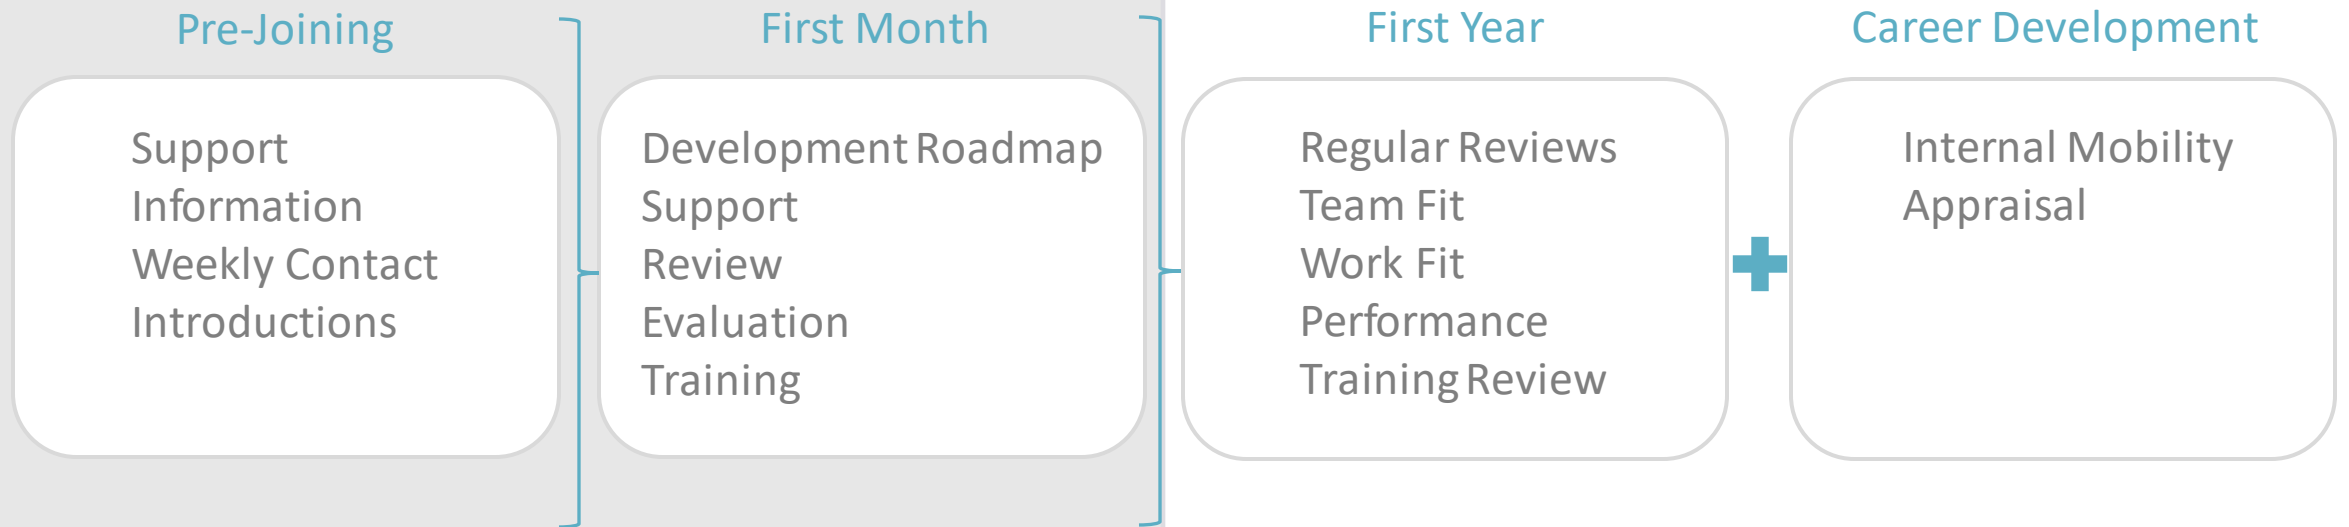 Pre-Joining
Support
Information
Weekly Contact
Introductions
First Month
Development Roadmap
Support
Review
Evaluation
Training
First Year
Regular Reviews
Team Fit
Work Fit
Performance
Training Review
Career Development
Internal Mobility
Appraisal